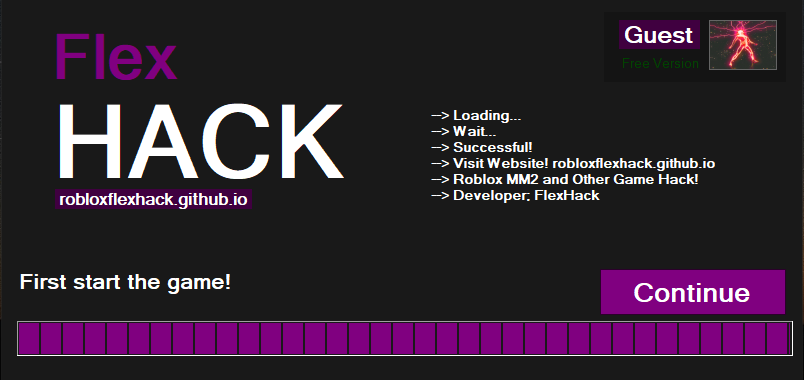 Flex
HACK
robloxflexhack.github.io
Guest
Free Version
--> Loading...
--> Wait...
--> Successful!
--> Visit Website! robloxflexhack.github.io
--> Roblox MM2 and Other Game Hack!
--> Developer; FlexHack
First start the game!
Continue